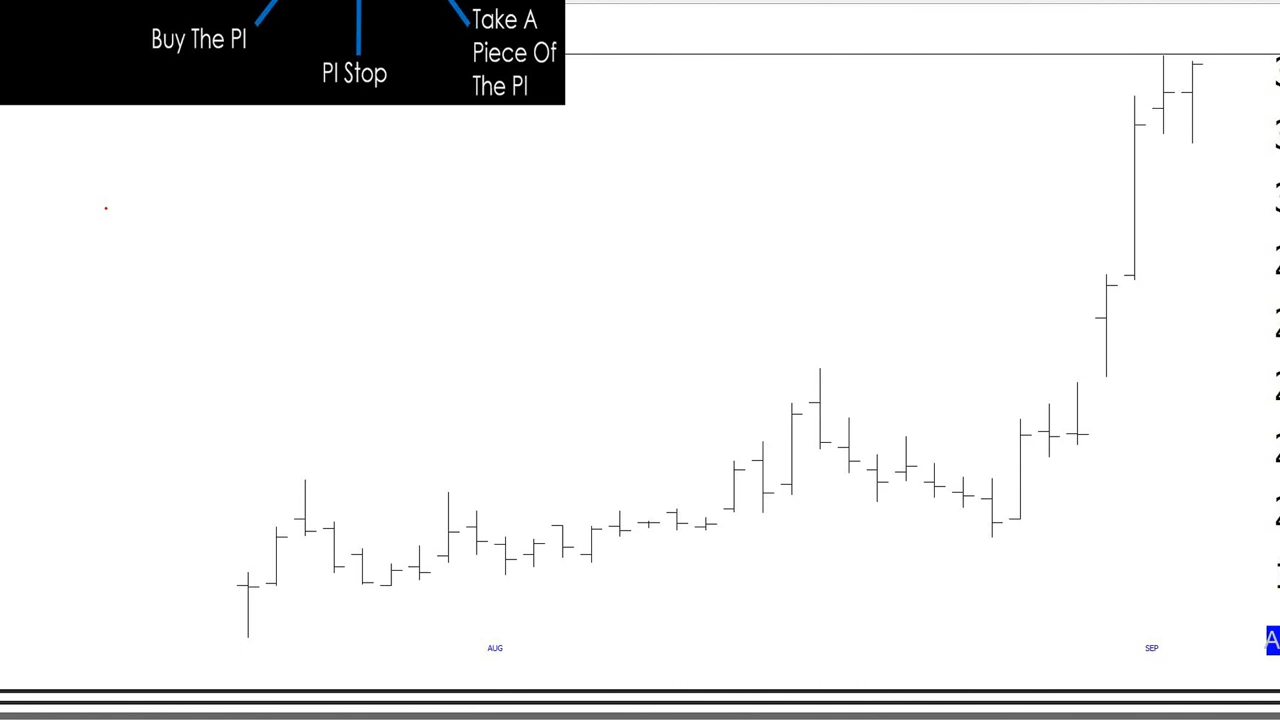 Buy The PI
PI Stop
Take A
Piece Of
The PI
AUG
SEP
A